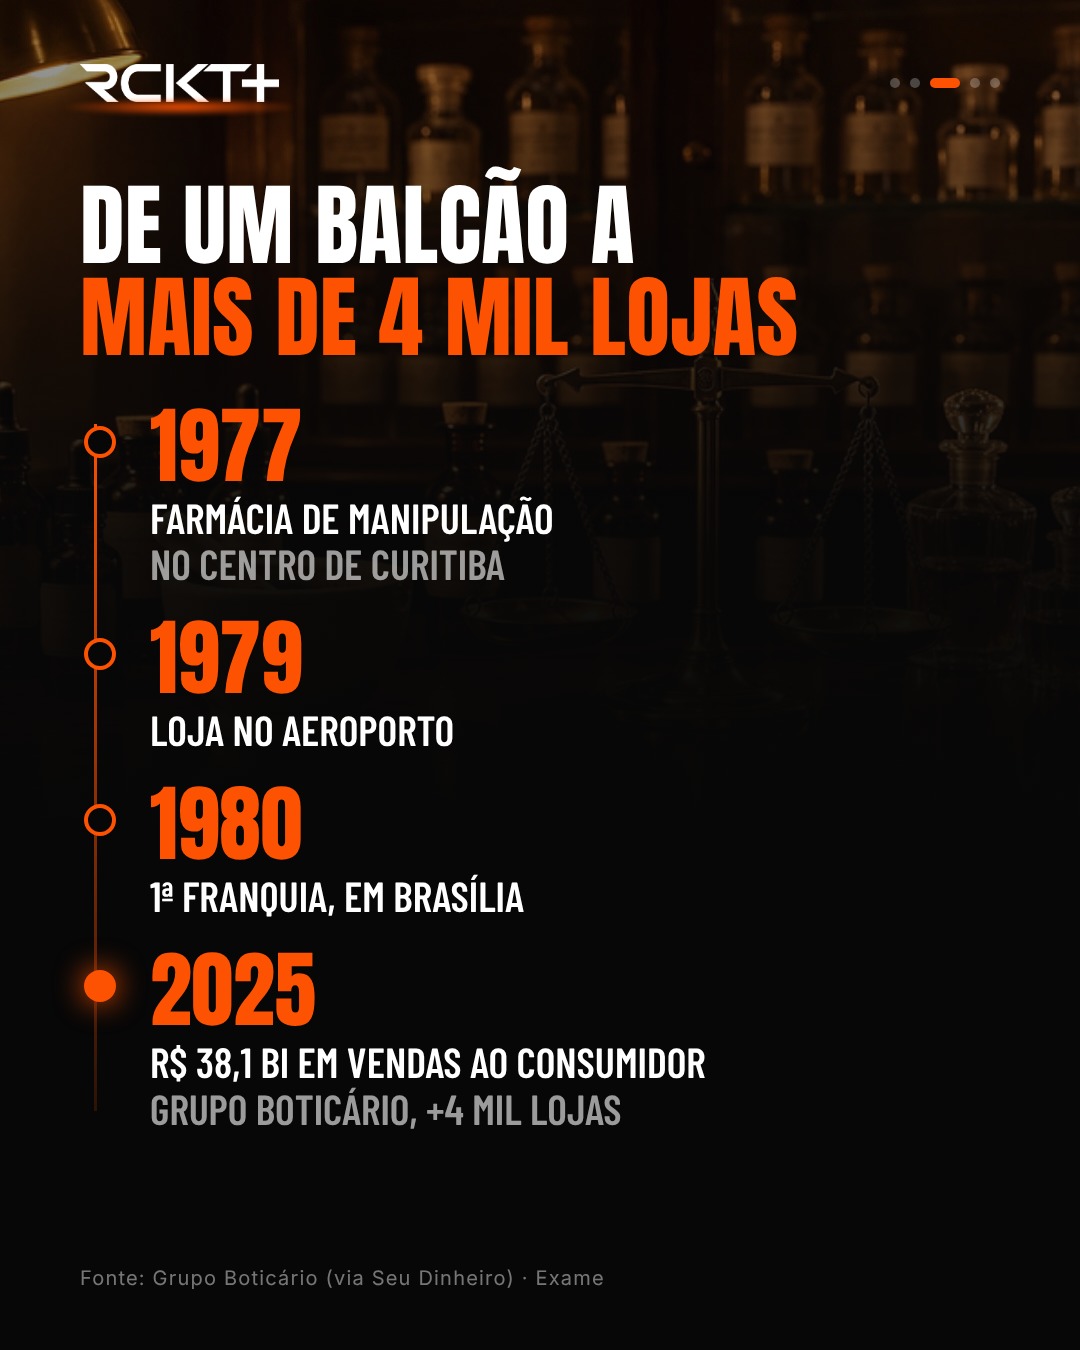 RCKT+
DE UM BALCÃO A
MAIS DE 4 MIL LOJAS
1977
FARMÁCIA DE MANIPULAÇÃO
NO CENTRO DE CURITIBA
1979
LOJA NO AEROPORTO
1980
1ª FRANQUIA, EM BRASÍLIA
2025
R$ 38,1 BI EM VENDAS AO CONSUMIDOR
GRUPO BOTICÁRIO, +4 MIL LOJAS
Fonte: Grupo Boticário (via Seu Dinheiro) · Exame